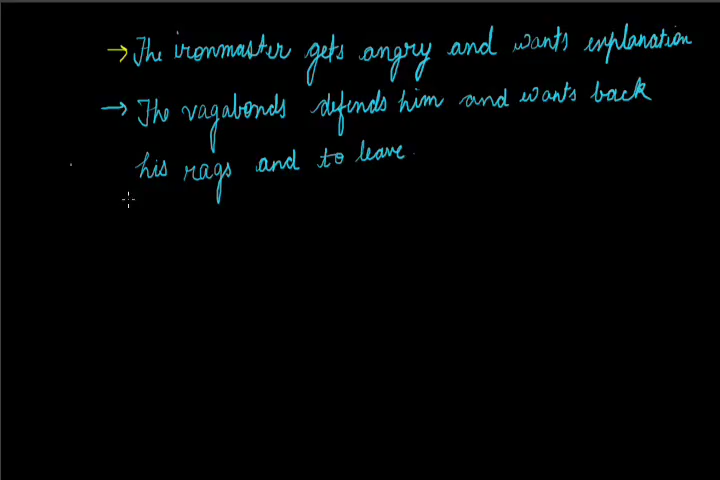 → The ironmaster gets angry and wants explanation
→ The vagabonds defends him and wants back
his rags and to leave.